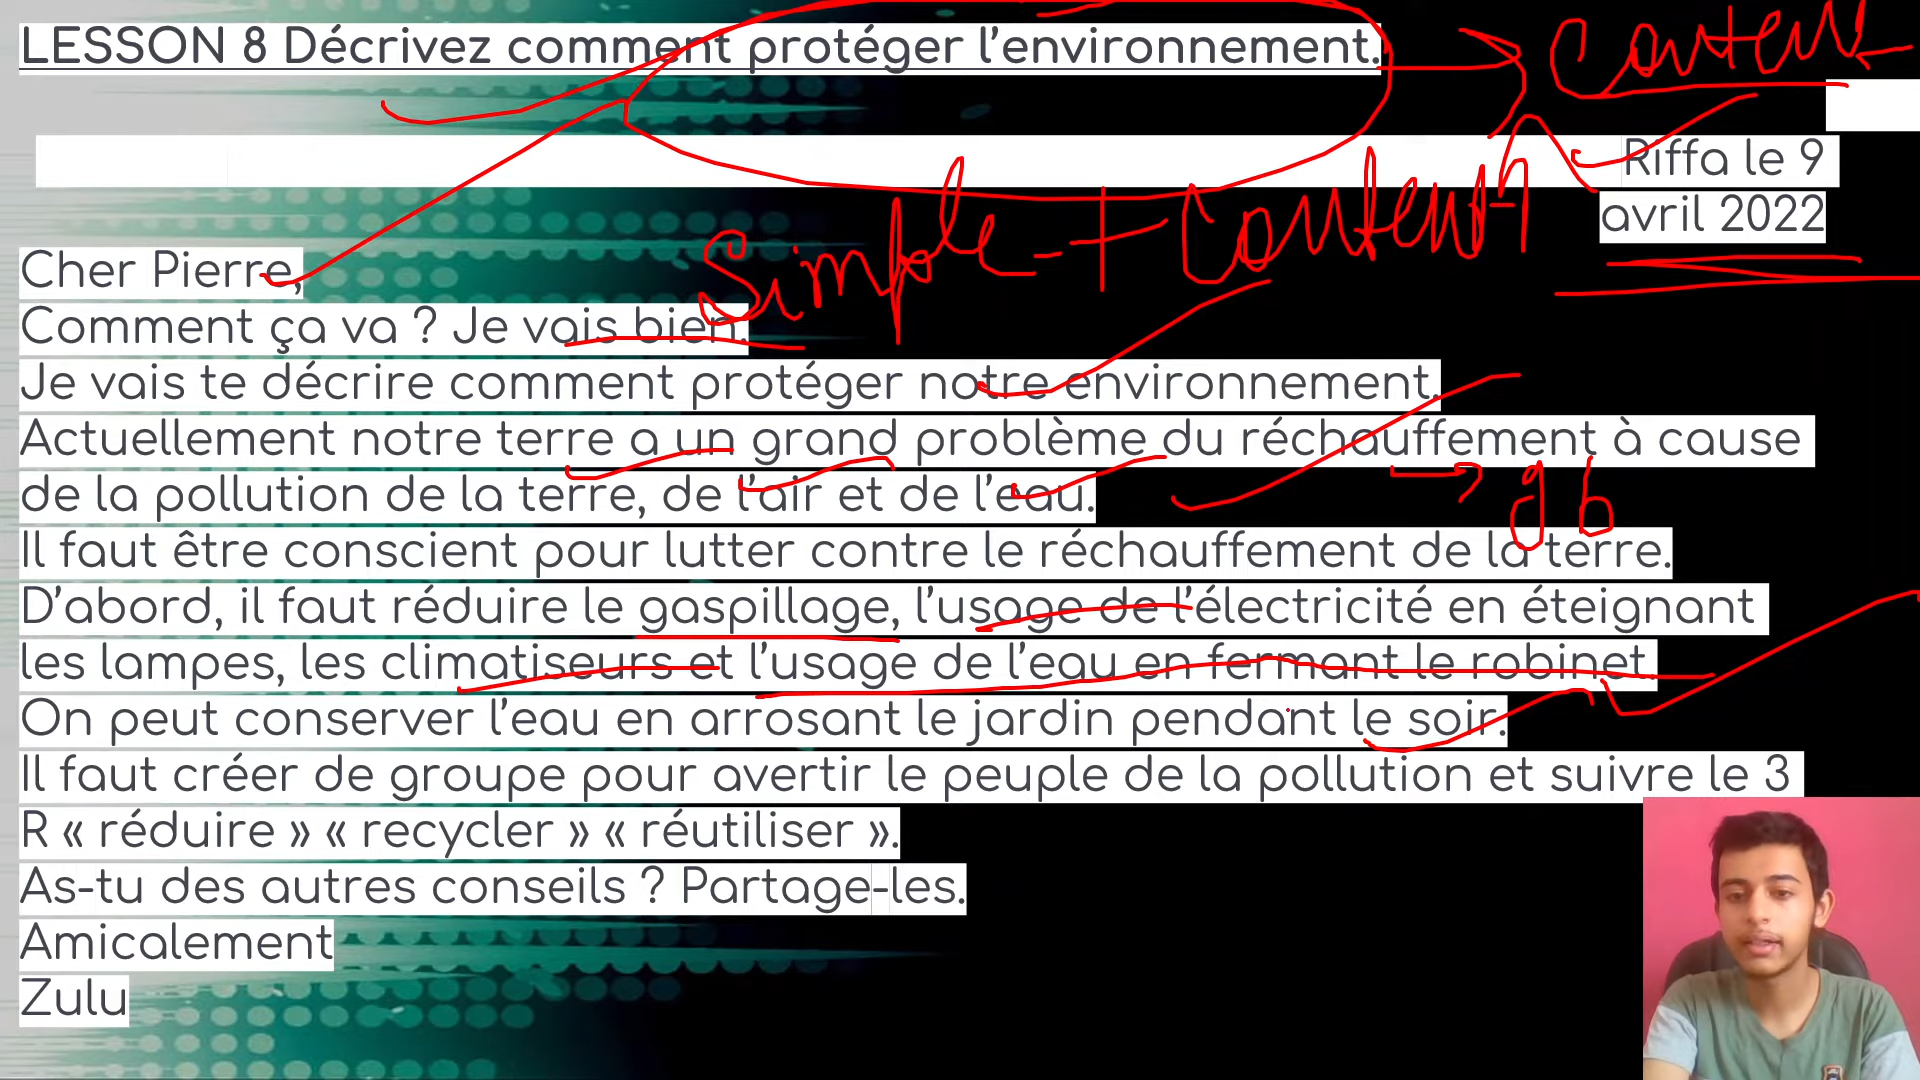 LESSON 8 Décrivez comment protéger l’environnement.
content
Riffa le 9
avril 2022
Simple + Content
Cher Pierre,
Comment ça va ? Je vais bien.
Je vais te décrire comment protéger notre environnement.
Actuellement notre terre a un grand problème du réchauffement à cause
de la pollution de la terre, de l’air et de l’eau.
Il faut être conscient pour lutter contre le réchauffement de la terre.
D’abord, il faut réduire le gaspillage, l’usage de l’électricité en éteignant
les lampes, les climatiseurs et l’usage de l’eau en fermant le robinet.
On peut conserver l’eau en arrosant le jardin pendant le soir.
Il faut créer de groupe pour avertir le peuple de la pollution et suivre le 3
R « réduire » « recycler » « réutiliser ».
As-tu des autres conseils ? Partage-les.
Amicalement
Zulu